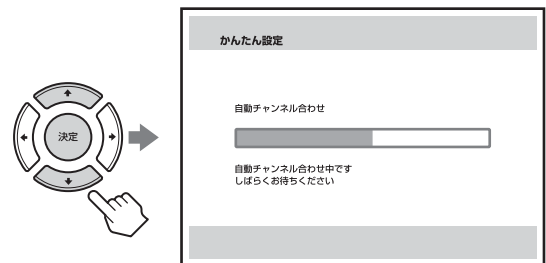 かんたん設定
決定
自動チャンネル合わせ
自動チャンネル合わせ中です
しばらくお待ちください